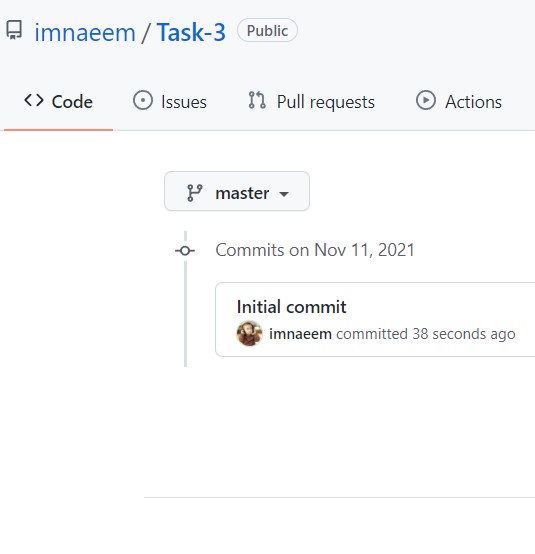 imnaeem / Task-3 Public
Code Issues Pull requests Actions
master
Commits on Nov 11, 2021
Initial commit
imnaeem committed 38 seconds ago